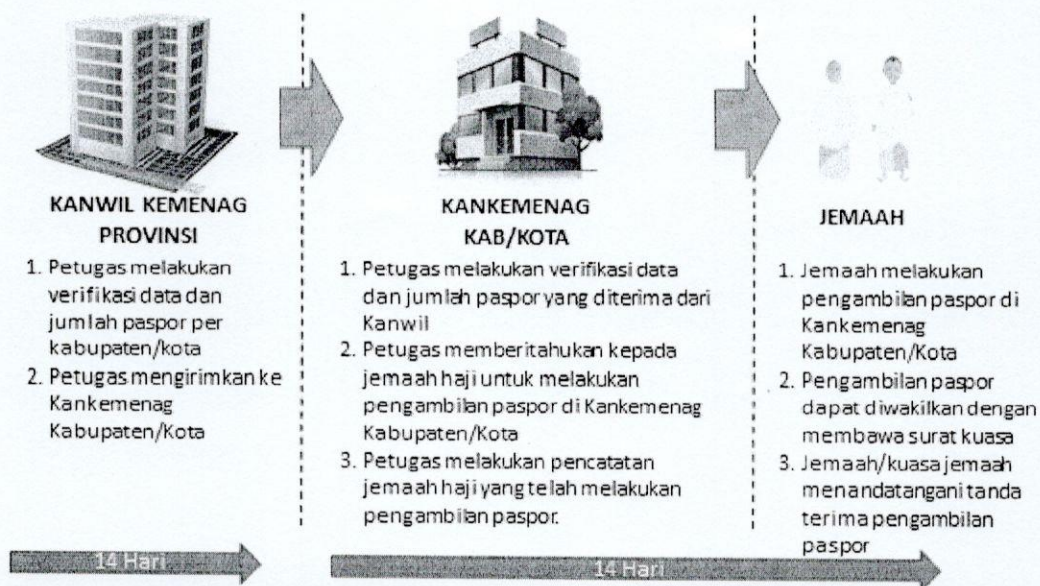 KANWIL KEMENAG
PROVINSI
1. Petugas melakukan
verifikasi data dan
jumlah paspor per
kabupaten/kota
2. Petugas mengirimkan ke
Kankemenag
Kabupaten/Kota
14 Hari
KANKEMENAG
KAB/KOTA
1. Petugas melakukan verifikasi data
dan jumlah paspor yang diterima dari
Kanwil
2. Petugas memberitahukan kepada
jemaah haji untuk melakukan
pengambilan paspor di Kankemenag
Kabupaten/Kota
3. Petugas melakukan pencatatan
jemaah haji yang telah melakukan
pengambilan paspor.
JEMAAH
1. Jemaah melakukan
pengambilan paspor di
Kankemenag
Kabupaten/Kota
2. Pengambilan paspor
dapat diwakilkan dengan
membawa surat kuasa
3. Jemaah/kuasa jemaah
menandatangani tanda
terima pengambilan
paspor
14 Hari